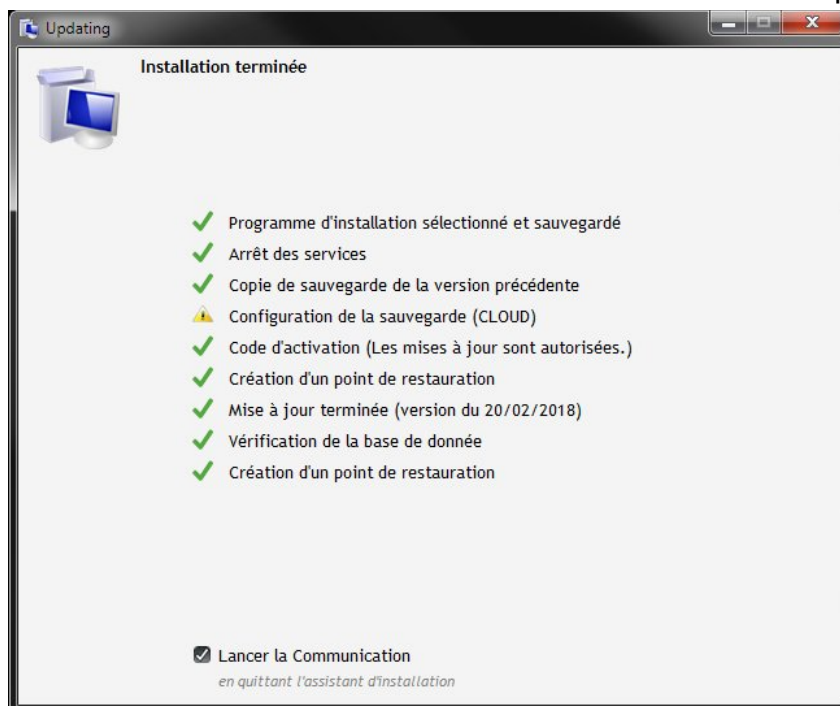 Updating
Installation terminée
Programme d'installation sélectionné et sauvegardé
Arrêt des services
Copie de sauvegarde de la version précédente
Configuration de la sauvegarde (CLOUD)
Code d'activation (Les mises à jour sont autorisées.)
Création d'un point de restauration
Mise à jour terminée (version du 20/02/2018)
Vérification de la base de donnée
Création d'un point de restauration
Lancer la Communication
en quittant l'assistant d'installation